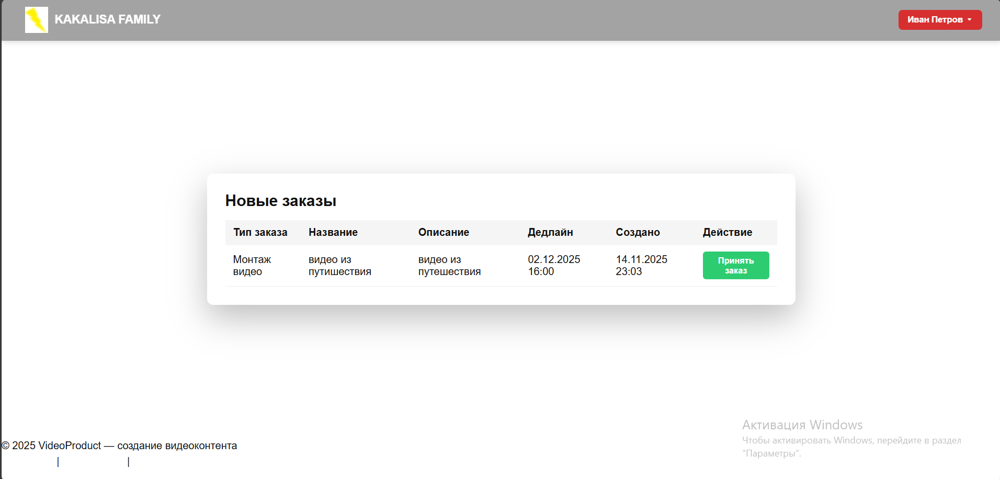 KAKALISA FAMILY
Иван Петров
Новые заказы
Тип заказа Название Описание Дедлайн Создано Действие
Монтаж видео из видео из 02.12.2025 14.11.2025 Принять
видео путишествия путешествия 16:00 23:03 заказ
Активация Windows
Чтобы активировать Windows, перейдите в раздел
"Параметры".
© 2025 VideoProduct — создание видеоконтента
| |